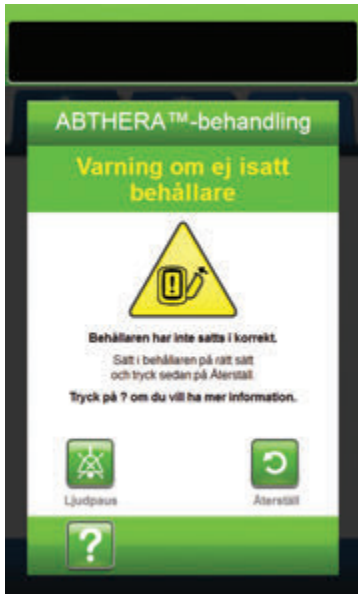 ABTHERA™-behandling
Varning om ej isatt
behållare
Behållaren har inte satts i korrekt.
Sätt i behållaren på rätt sätt
och tryck sedan på Återställ.
Tryck på ? om du vill ha mer information.
Ljudpaus
Återställ
?